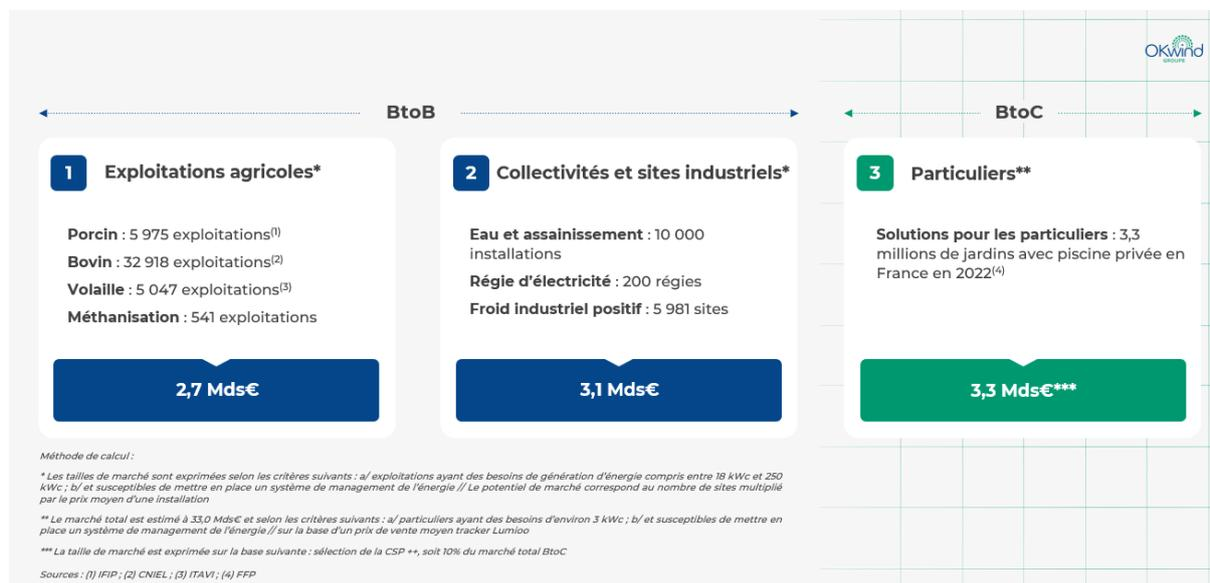 OKwind
GROUPE
BtoB
BtoC
1
Exploitations agricoles*
Porcin : 5 975 exploitations(1)
Bovin : 32 918 exploitations(2)
Volaille : 5 047 exploitations(3)
Méthanisation : 541 exploitations
2,7 Mds€
2
Collectivités et sites industriels*
Eau et assainissement : 10 000
installations
Régie d'électricité : 200 régies
Froid industriel positif : 5 981 sites
3,1 Mds€
3
Particuliers**
Solutions pour les particuliers : 3,3
millions de jardins avec piscine privée en
France en 2022(4)
3,3 Mds€***
Méthode de calcul :
* Les tailles de marché sont exprimées selon les critères suivants : a/ exploitations ayant des besoins de génération d'énergie compris entre 18 kWc et 250
kWc ; b/ et susceptibles de mettre en place un système de management de l'énergie // Le potentiel de marché correspond au nombre de sites multiplié
par le prix moyen d'une installation
** Le marché total est estimé à 33,0 Mds€ et selon les critères suivants : a/ particuliers ayant des besoins d'environ 3 kWc ; b/ et susceptibles de mettre en
place un système de management de l'énergie // sur la base d'un prix de vente moyen tracker Lumioo
*** La taille de marché est exprimée sur la base suivante : sélection de la CSP ++, soit 10% du marché total BtoC
Sources : (1) IFIP ; (2) CNIEL ; (3) ITAVI ; (4) FFP